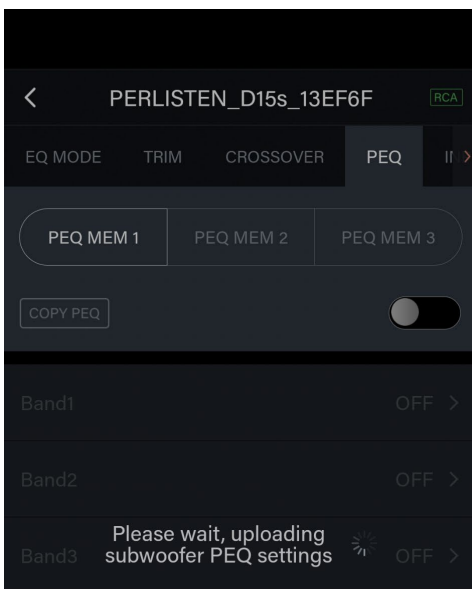 PERLISTEN_D15s_13EF6F RCA
EQ MODE TRIM CROSSOVER PEQ
PEQ MEM 1 PEQ MEM 2 PEQ MEM 3
COPY PEQ
Band1 OFF
Band2 OFF
Please wait, uploading
subwoofer PEQ settings
Band3 OFF